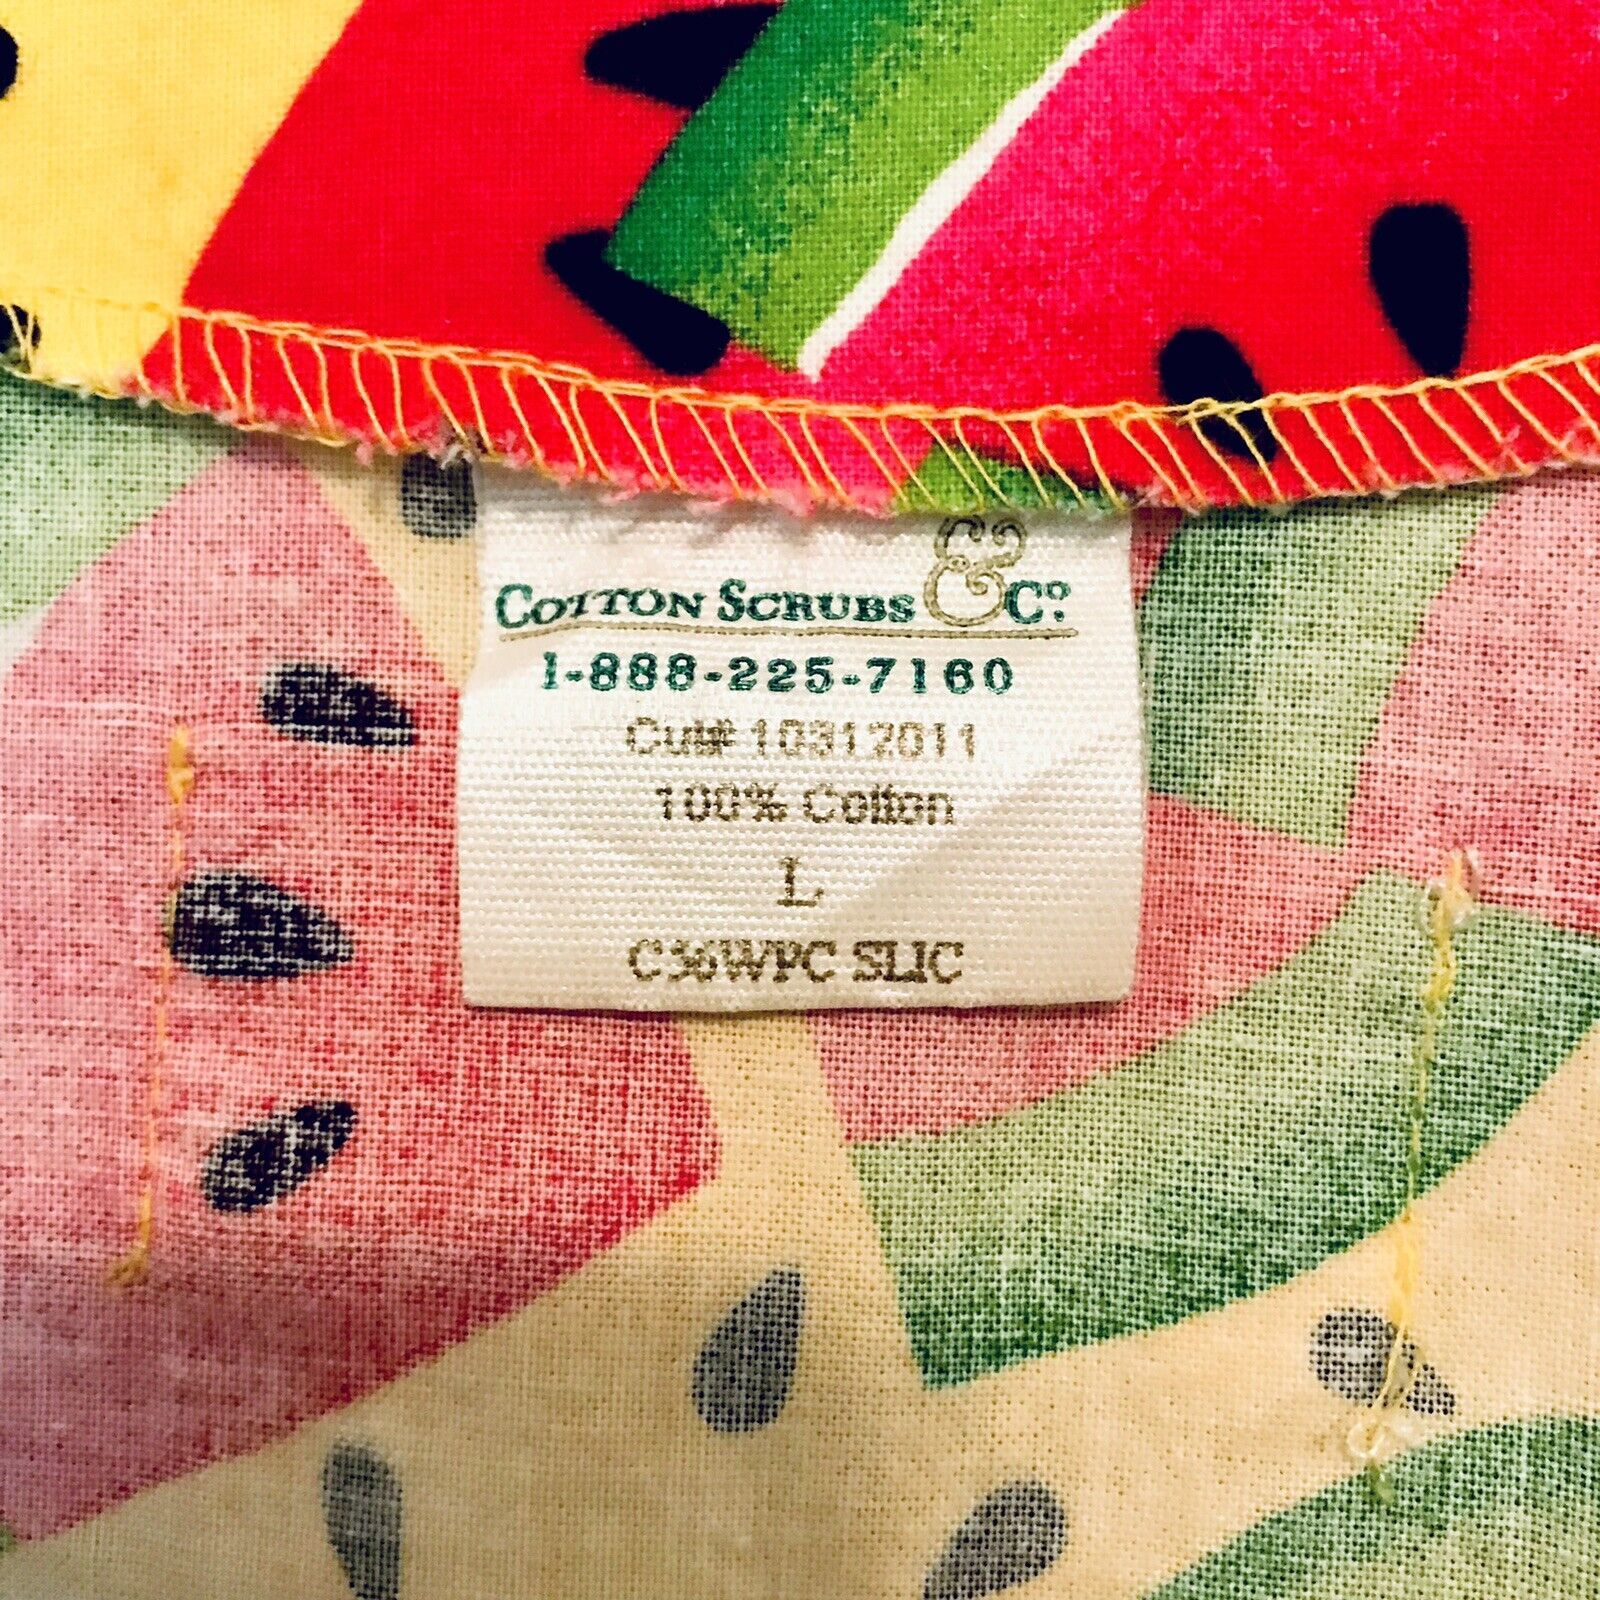 COTTON SCRUBS & Cº
1-888-225-7160
Cut# 10312011
100% Cotton
L
C36WPC SLIC